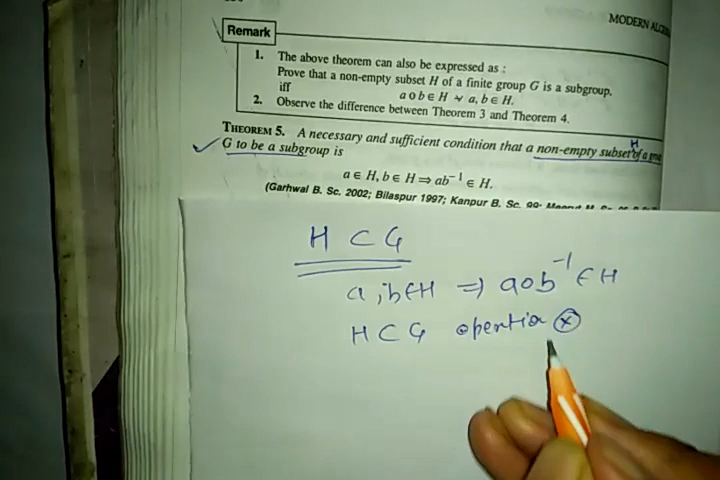 MODERN ALGE
Remark
1. The above theorem can also be expressed as :
Prove that a non-empty subset H of a finite group G is a subgroup.
iff
a o b ∈ H ∀ a, b ∈ H.
2. Observe the difference between Theorem 3 and Theorem 4.
THEOREM 5. A necessary and sufficient condition that a non-empty subset H of a
G to be a subgroup is
a ∈ H, b ∈ H ⇒ ab⁻¹ ∈ H.
(Garhwal B. Sc. 2002; Bilaspur 1997; Kanpur B. Sc. 99;
H ⊂ G
a, b ∈ H ⇒ aob⁻¹ ∈ H
H ⊂ G opertion ⊗